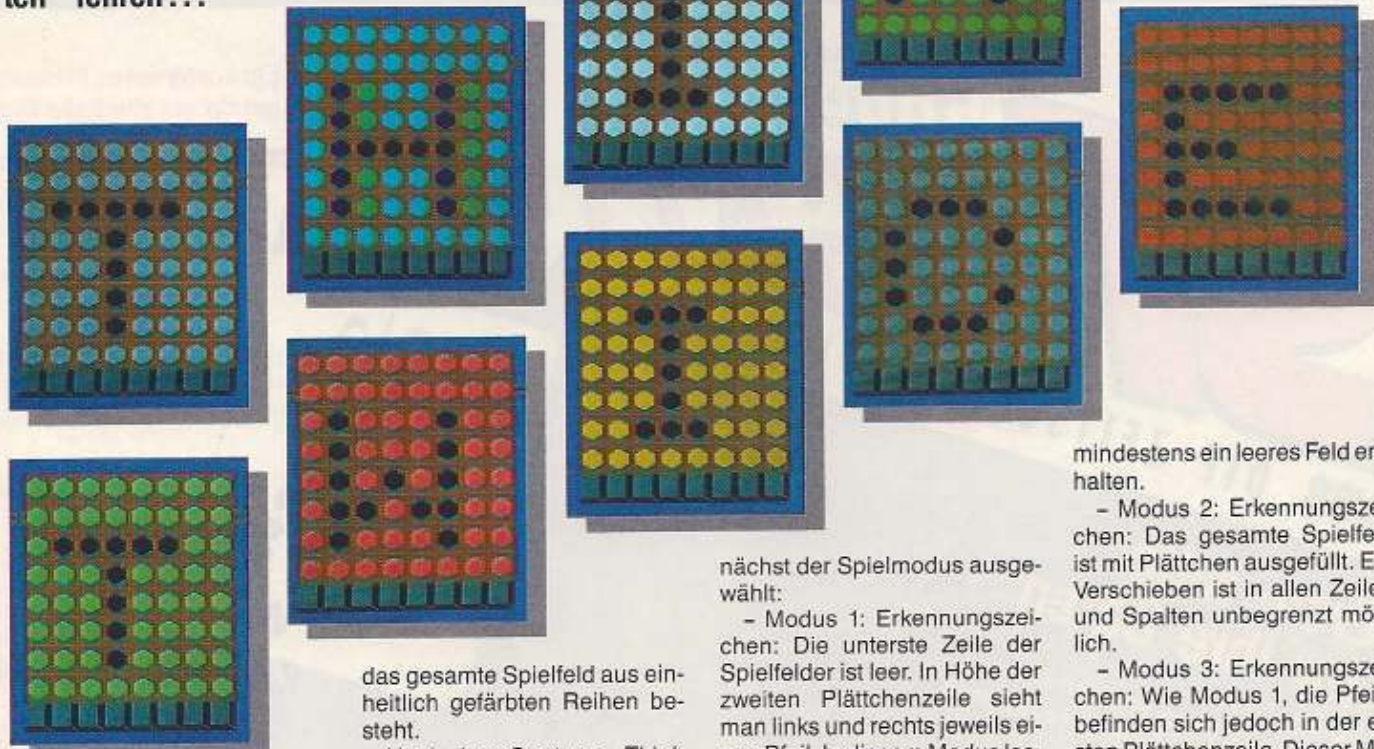 führen...
das gesamte Spielfeld aus ein-
heitlich gefärbten Reihen be-
steht.
nächst der Spielmodus ausge-
wählt:
– Modus 1: Erkennungszei-
chen: Die unterste Zeile der
Spielfelder ist leer. In Höhe der
zweiten Plättchenzeile sieht
man links und rechts jeweils ei-
mindestens ein leeres Feld er
halten.
– Modus 2: Erkennungsze
chen: Das gesamte Spielfe
ist mit Plättchen ausgefüllt. E
Verschieben ist in allen Zeile
und Spalten unbegrenzt mö
lich.
– Modus 3: Erkennungsze
chen: Wie Modus 1, die Pfei
befinden sich jedoch in der e
sten Plättchenzeile. Dieser M